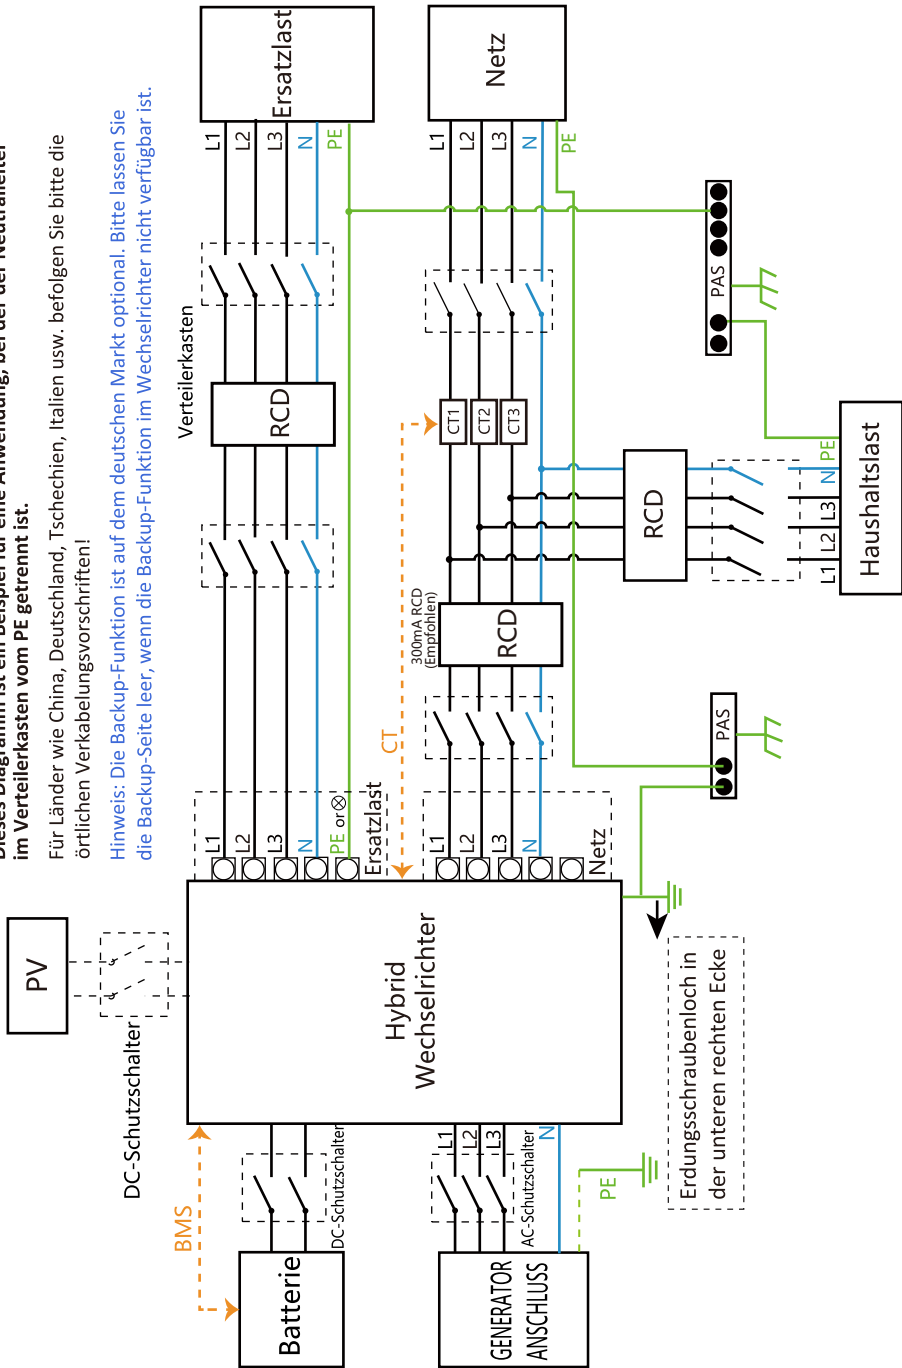 Dieses Diagramm ist ein Beispiel für eine Anwendung, bei der der Neutralleiter
im Verteilerkasten vom PE getrennt ist.
Für Länder wie China, Deutschland, Tschechien, Italien usw. befolgen Sie bitte die
örtlichen Verkabelungsvorschriften!
Hinweis: Die Backup-Funktion ist auf dem deutschen Markt optional. Bitte lassen Sie
die Backup-Seite leer, wenn die Backup-Funktion im Wechselrichter nicht verfügbar ist.
PV
DC-Schutzschalter
BMS
Batterie
DC-Schutzschalter
Hybrid
Wechselrichter
L1
L2
L3
N
PE or
Ersatzlast
Verteilerkasten
RCD
L1
L2
L3
N
PE
Ersatzlast
CT
L1
L2
L3
N
Netz
300mA RCD
(Empfohlen)
RCD
CT1
CT2
CT3
L1
L2
L3
N
PE
Netz
GENERATOR
ANSCHLUSS
AC-Schutzschalter
L1
L2
L3
N
PE
Erdungsschraubenloch in
der unteren rechten Ecke
PAS
RCD
L1
L2
L3
N
PE
Haushaltslast
PAS